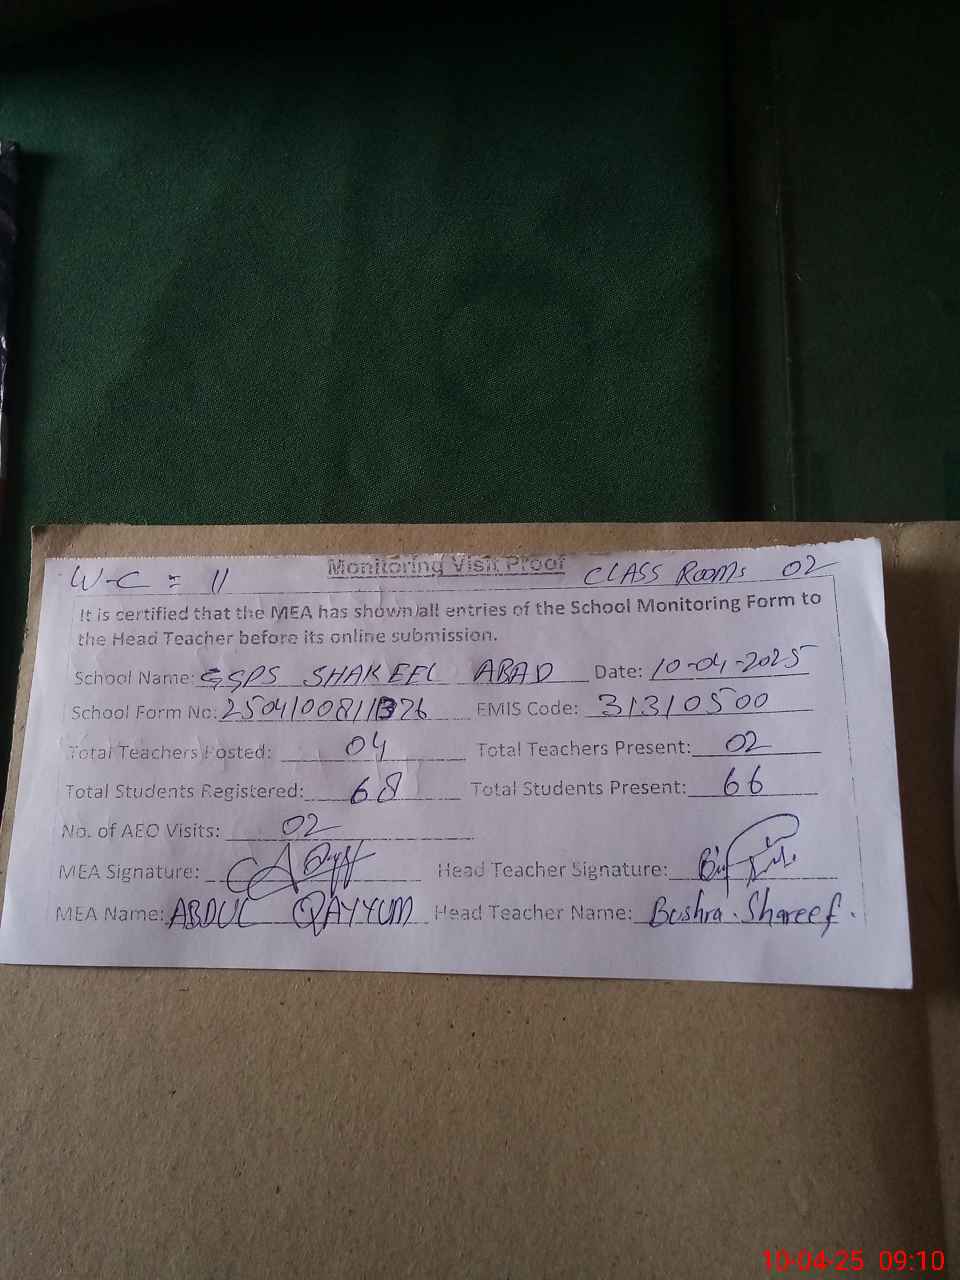 Monitoring Visit Proof
W-C = 11 CLASS Rooms 02
It is certified that the MEA has shown all entries of the School Monitoring Form to
the Head Teacher before its online submission.
School Name: GGPS SHAKEEL ABAD Date: 10-04-2025
School Form No: EMIS Code: 31310500
Total Teachers Posted: 04 Total Teachers Present: 02
Total Students Registered: 68 Total Students Present: 66
No. of AEO Visits: 02
MEA Signature: Head Teacher Signature:
MEA Name: ABDUL QAYYUM Head Teacher Name: Bushra. Shareef.
10-04-25 09:10